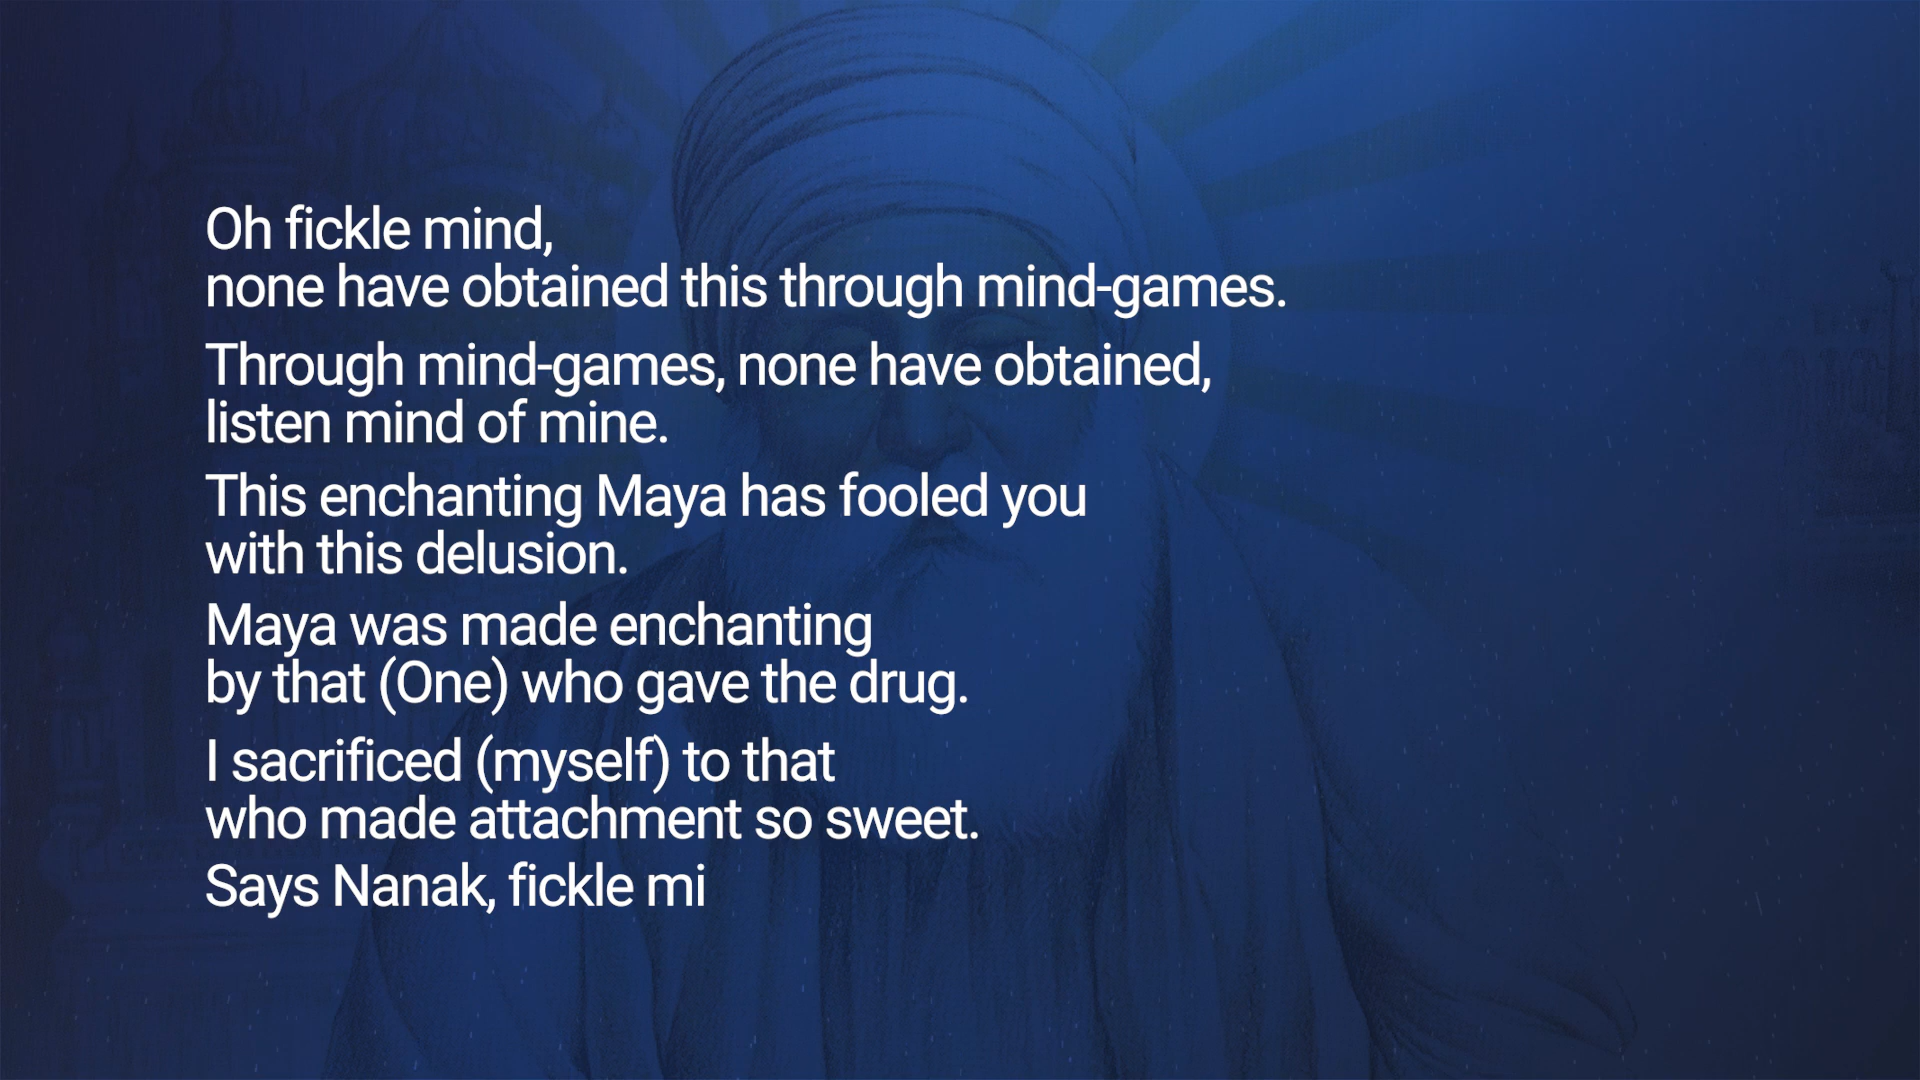 Oh fickle mind,
none have obtained this through mind-games.
Through mind-games, none have obtained,
listen mind of mine.
This enchanting Maya has fooled you
with this delusion.
Maya was made enchanting
by that (One) who gave the drug.
I sacrificed (myself) to that
who made attachment so sweet.
Says Nanak, fickle mi